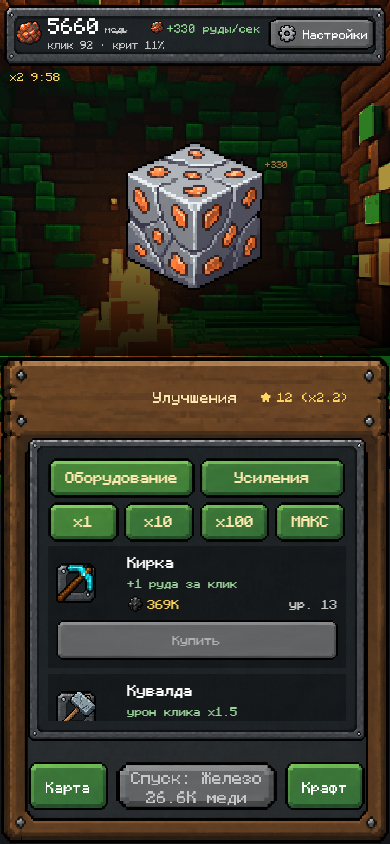 5660 медь
+330 руды/сек
Настройки
клик 92 · крит 11%
x2 9:58
+330
Улучшения
★ 12 (x2.2)
Оборудование
Усиления
x1
x10
x100
МАКС
Кирка
+1 руда за клик
369K
ур. 13
Купить
Кувалда
урон клика x1.5
Карта
Спуск: Железо
26.6K меди
Крафт